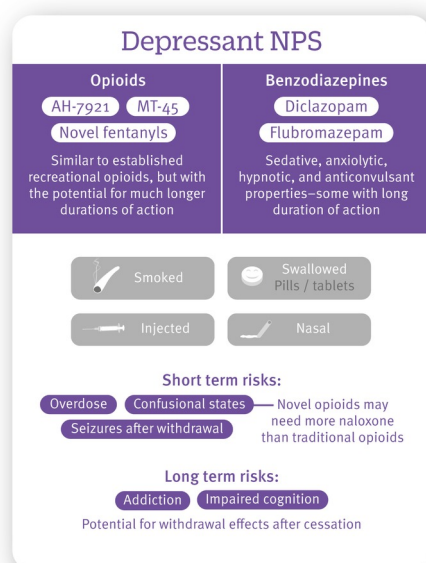 Depressant NPS
Opioids
AH-7921
MT-45
Novel fentanyls
Similar to established
recreational opioids, but with
the potential for much longer
durations of action
Benzodiazepines
Diclazopam
Flubromazepam
Sedative, anxiolytic,
hypnotic, and anticonvulsant
properties–some with long
duration of action
Smoked
Swallowed
Pills / tablets
Injected
Nasal
Short term risks:
Overdose
Confusional states
Seizures after withdrawal
Novel opioids may
need more naloxone
than traditional opioids
Long term risks:
Addiction
Impaired cognition
Potential for withdrawal effects after cessation